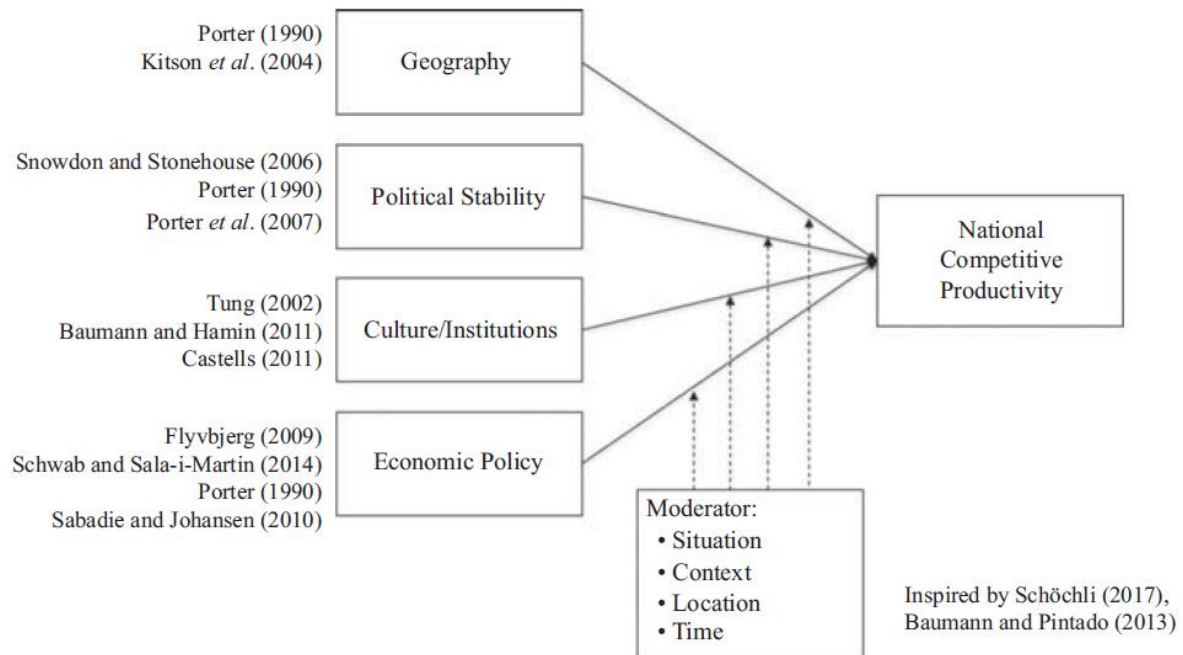 Porter (1990)
Kitson et al. (2004)
Geography
Snowdon and Stonehouse (2006)
Porter (1990)
Porter et al. (2007)
Political Stability
Tung (2002)
Baumann and Hamin (2011)
Castells (2011)
Culture/Institutions
Flyvbjerg (2009)
Schwab and Sala-i-Martin (2014)
Porter (1990)
Sabadie and Johansen (2010)
Economic Policy
National
Competitive
Productivity
Moderator:
• Situation
• Context
• Location
• Time
Inspired by Schöchli (2017),
Baumann and Pintado (2013)